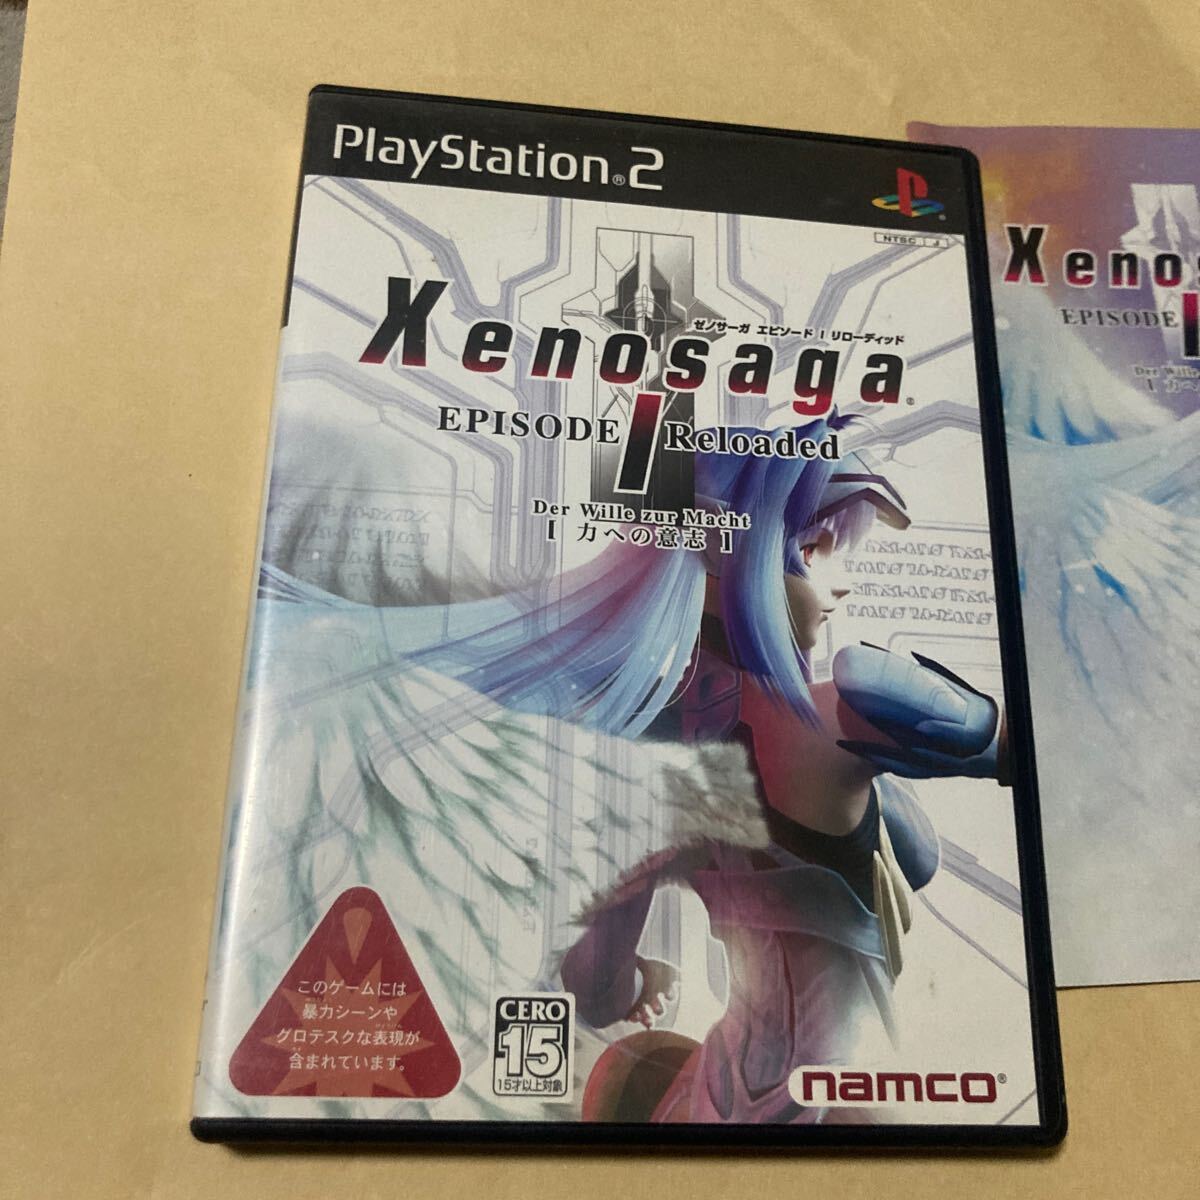 PlayStation®2
NTSC J
ゼノサーガ エピソード I リローディッド
Xenosaga®
EPISODE I Reloaded
Der Wille zur Macht
[ 力への意志 ]
このゲームには
暴力シーンや
グロテスクな表現が
含まれています。
CERO
15
15才以上対象
namco®
Xenos
EPISODE I
Der Wille